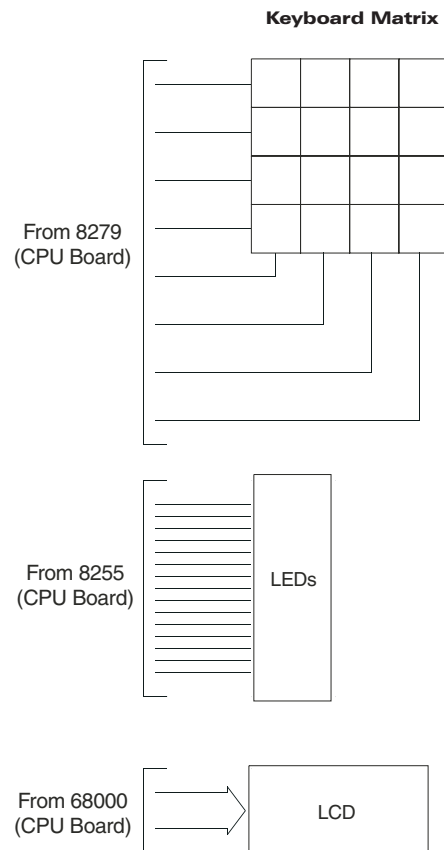 Keyboard Matrix
From 8279
(CPU Board)
From 8255
(CPU Board)
LEDs
From 68000
(CPU Board)
LCD